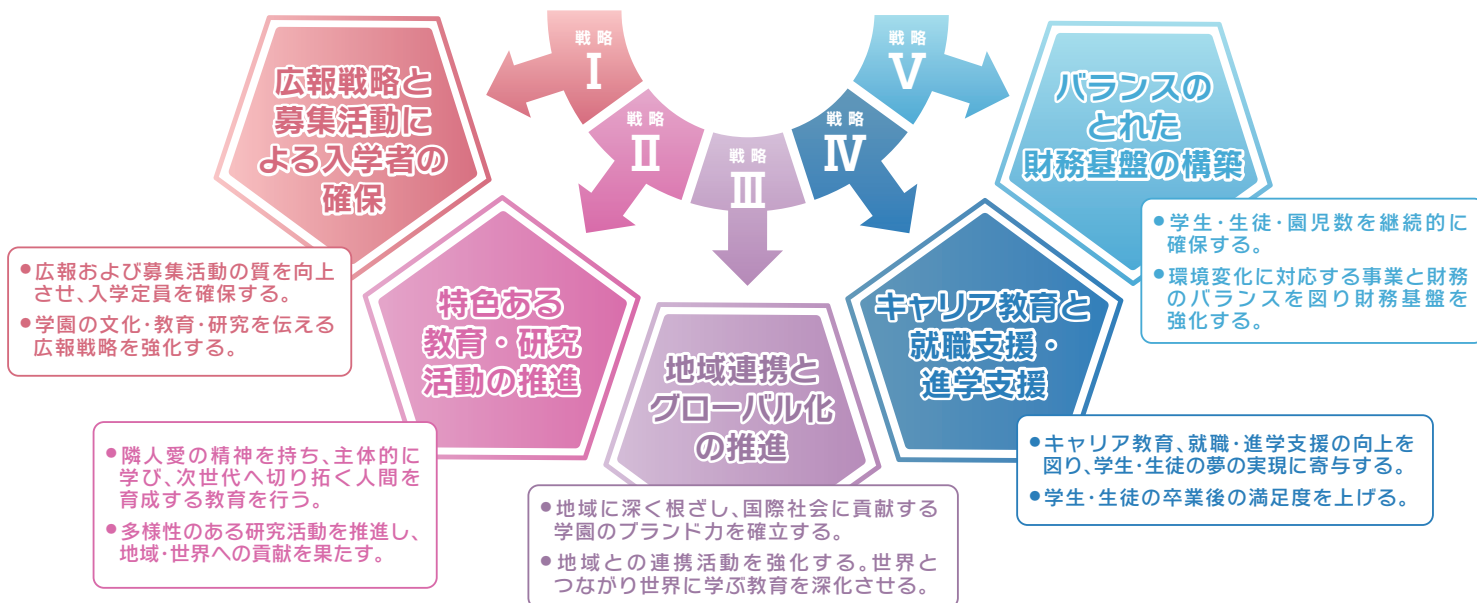 戦略
Ⅰ
広報戦略と
募集活動に
よる入学者の
確保
●広報および募集活動の質を向上
させ、入学定員を確保する。
●学園の文化・教育・研究を伝える
広報戦略を強化する。
戦略
Ⅱ
特色ある
教育・研究
活動の推進
●隣人愛の精神を持ち、主体的に
学び、次世代へ切り拓く人間を
育成する教育を行う。
●多様性のある研究活動を推進し、
地域・世界への貢献を果たす。
戦略
Ⅲ
地域連携と
グローバル化
の推進
●地域に深く根ざし、国際社会に貢献する
学園のブランド力を確立する。
●地域との連携活動を強化する。世界と
つながり世界に学ぶ教育を深化させる。
戦略
Ⅳ
キャリア教育と
就職支援・
進学支援
●キャリア教育、就職・進学支援の向上を
図り、学生・生徒の夢の実現に寄与する。
●学生・生徒の卒業後の満足度を上げる。
戦略
Ⅴ
バランスの
とれた
財務基盤の構築
●学生・生徒・園児数を継続的に
確保する。
●環境変化に対応する事業と財務
のバランスを図り財務基盤を
強化する。